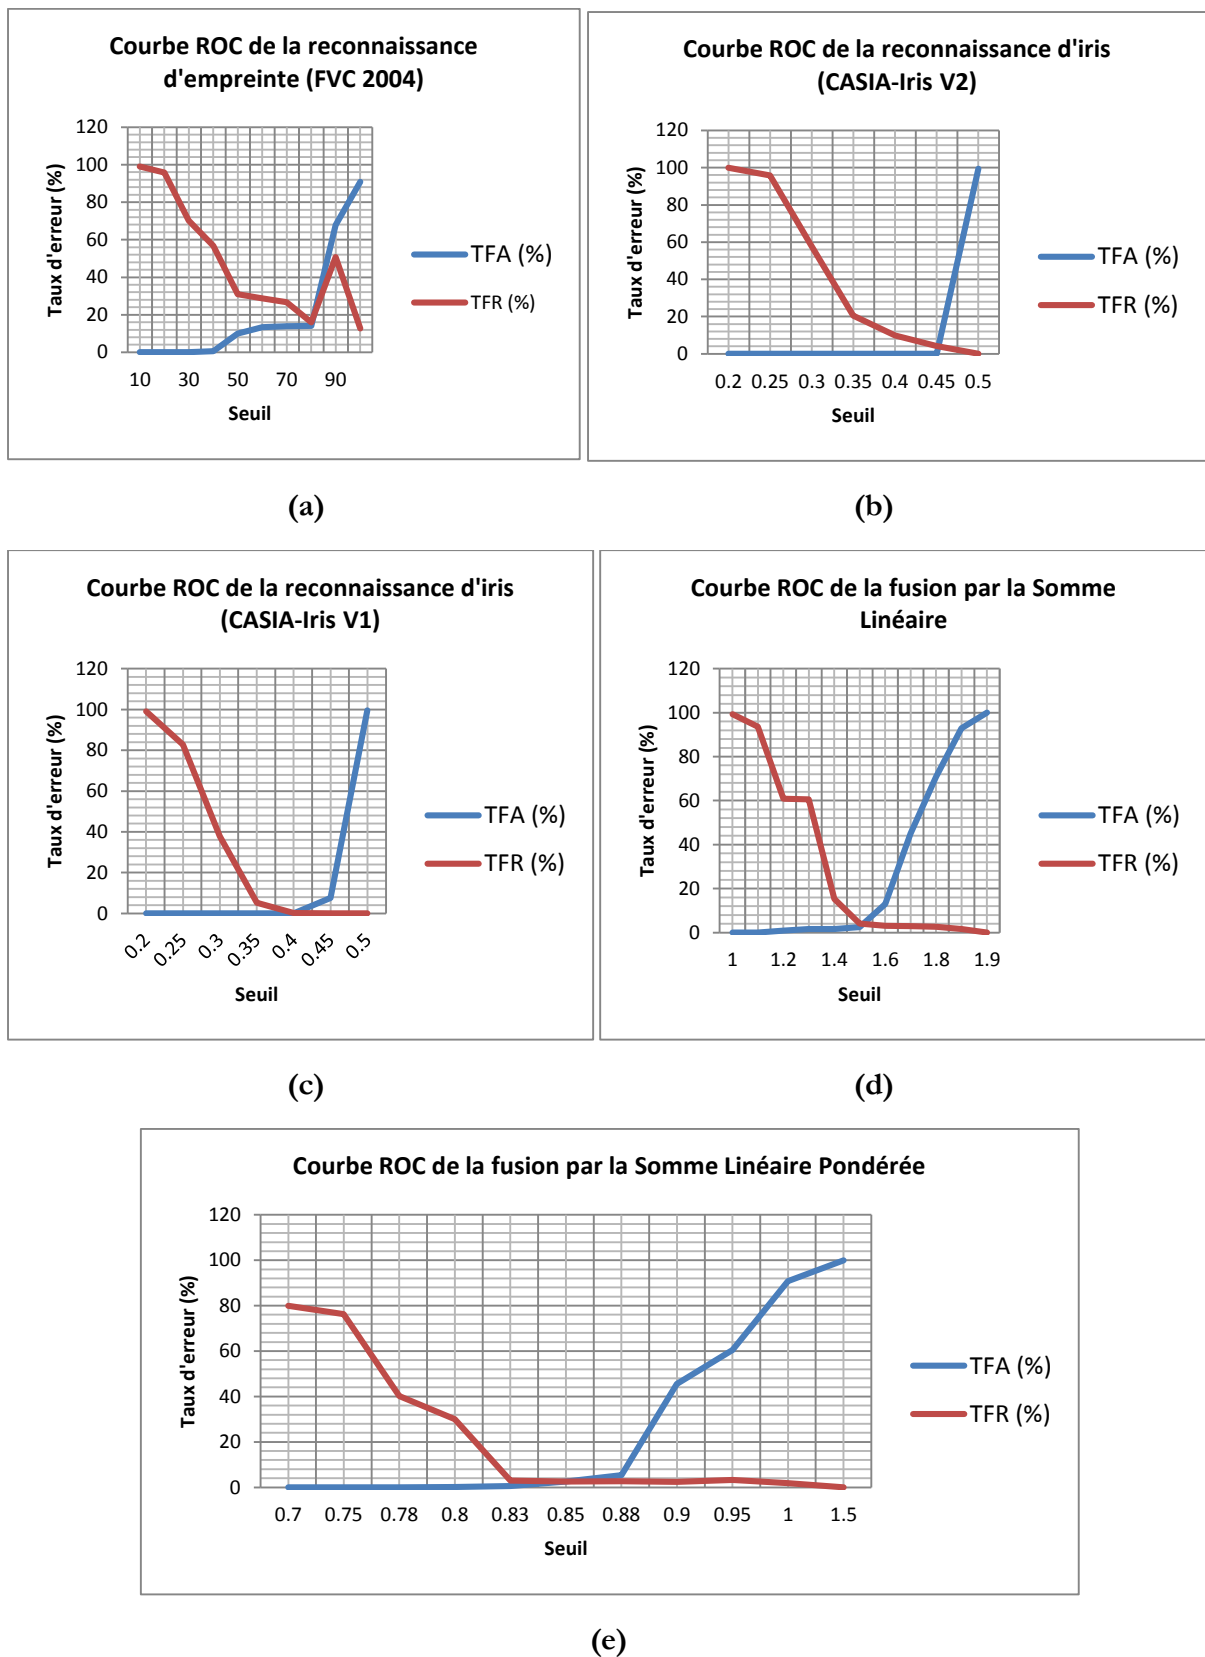 Courbe ROC de la reconnaissance
d'empreinte (FVC 2004)
Taux d'erreur (%)
120
100
80
60
40
20
0
10 30 50 70 90
Seuil
TFA (%)
TFR (%)
Courbe ROC de la reconnaissance d'iris
(CASIA-Iris V2)
Taux d'erreur (%)
120
100
80
60
40
20
0
0.2 0.25 0.3 0.35 0.4 0.45 0.5
Seuil
TFA (%)
TFR (%)
(a)
(b)
Courbe ROC de la reconnaissance d'iris
(CASIA-Iris V1)
Taux d'erreur (%)
120
100
80
60
40
20
0
0.2 0.25 0.3 0.35 0.4 0.45 0.5
Seuil
TFA (%)
TFR (%)
Courbe ROC de la fusion par la Somme
Linéaire
Taux d'erreur (%)
120
100
80
60
40
20
0
1 1.2 1.4 1.6 1.8 1.9
Seuil
TFA (%)
TFR (%)
(c)
(d)
Courbe ROC de la fusion par la Somme Linéaire Pondérée
Taux d'erreur (%)
120
100
80
60
40
20
0
0.7 0.75 0.78 0.8 0.83 0.85 0.88 0.9 0.95 1 1.5
Seuil
TFA (%)
TFR (%)
(e)